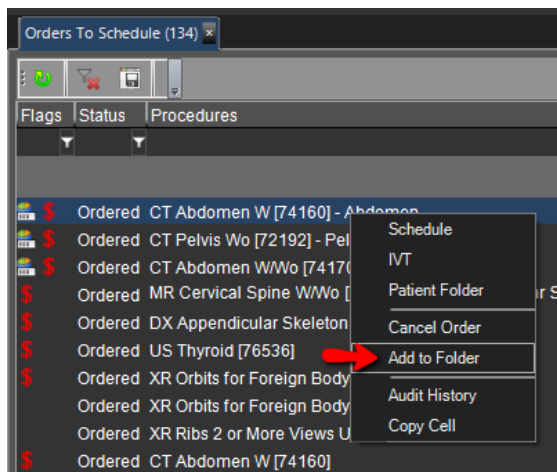 Orders To Schedule (134)
Flags Status Procedures
Ordered CT Abdomen W [74160] - Abdomen
Ordered CT Pelvis Wo [72192] - Pel
Ordered CT Abdomen W/Wo [74170
Ordered MR Cervical Spine W/Wo [ r S
Ordered DX Appendicular Skeleton
Ordered US Thyroid [76536]
Ordered XR Orbits for Foreign Body
Ordered XR Orbits for Foreign Body
Ordered XR Ribs 2 or More Views U
Ordered CT Abdomen W [74160]
Schedule
IVT
Patient Folder
Cancel Order
Add to Folder
Audit History
Copy Cell